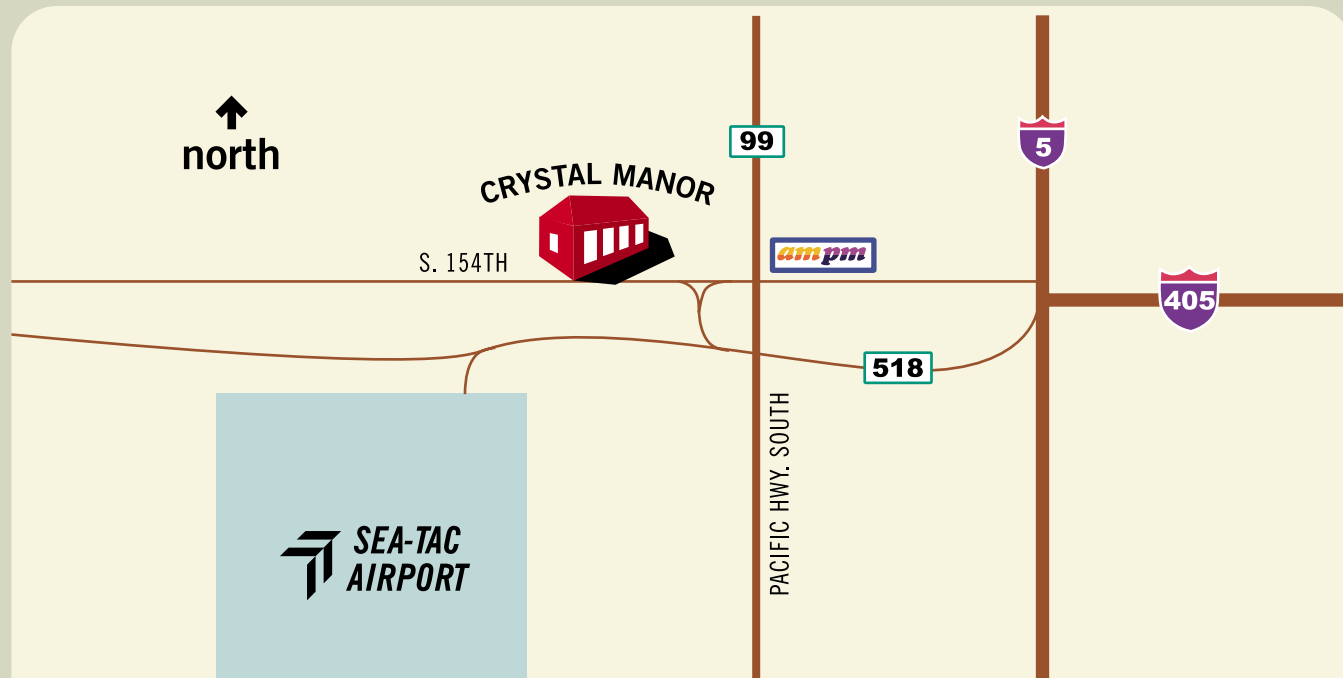 north
CRYSTAL MANOR
99
5
S. 154TH
ampm
405
518
PACIFIC HWY. SOUTH
SEA-TAC
AIRPORT